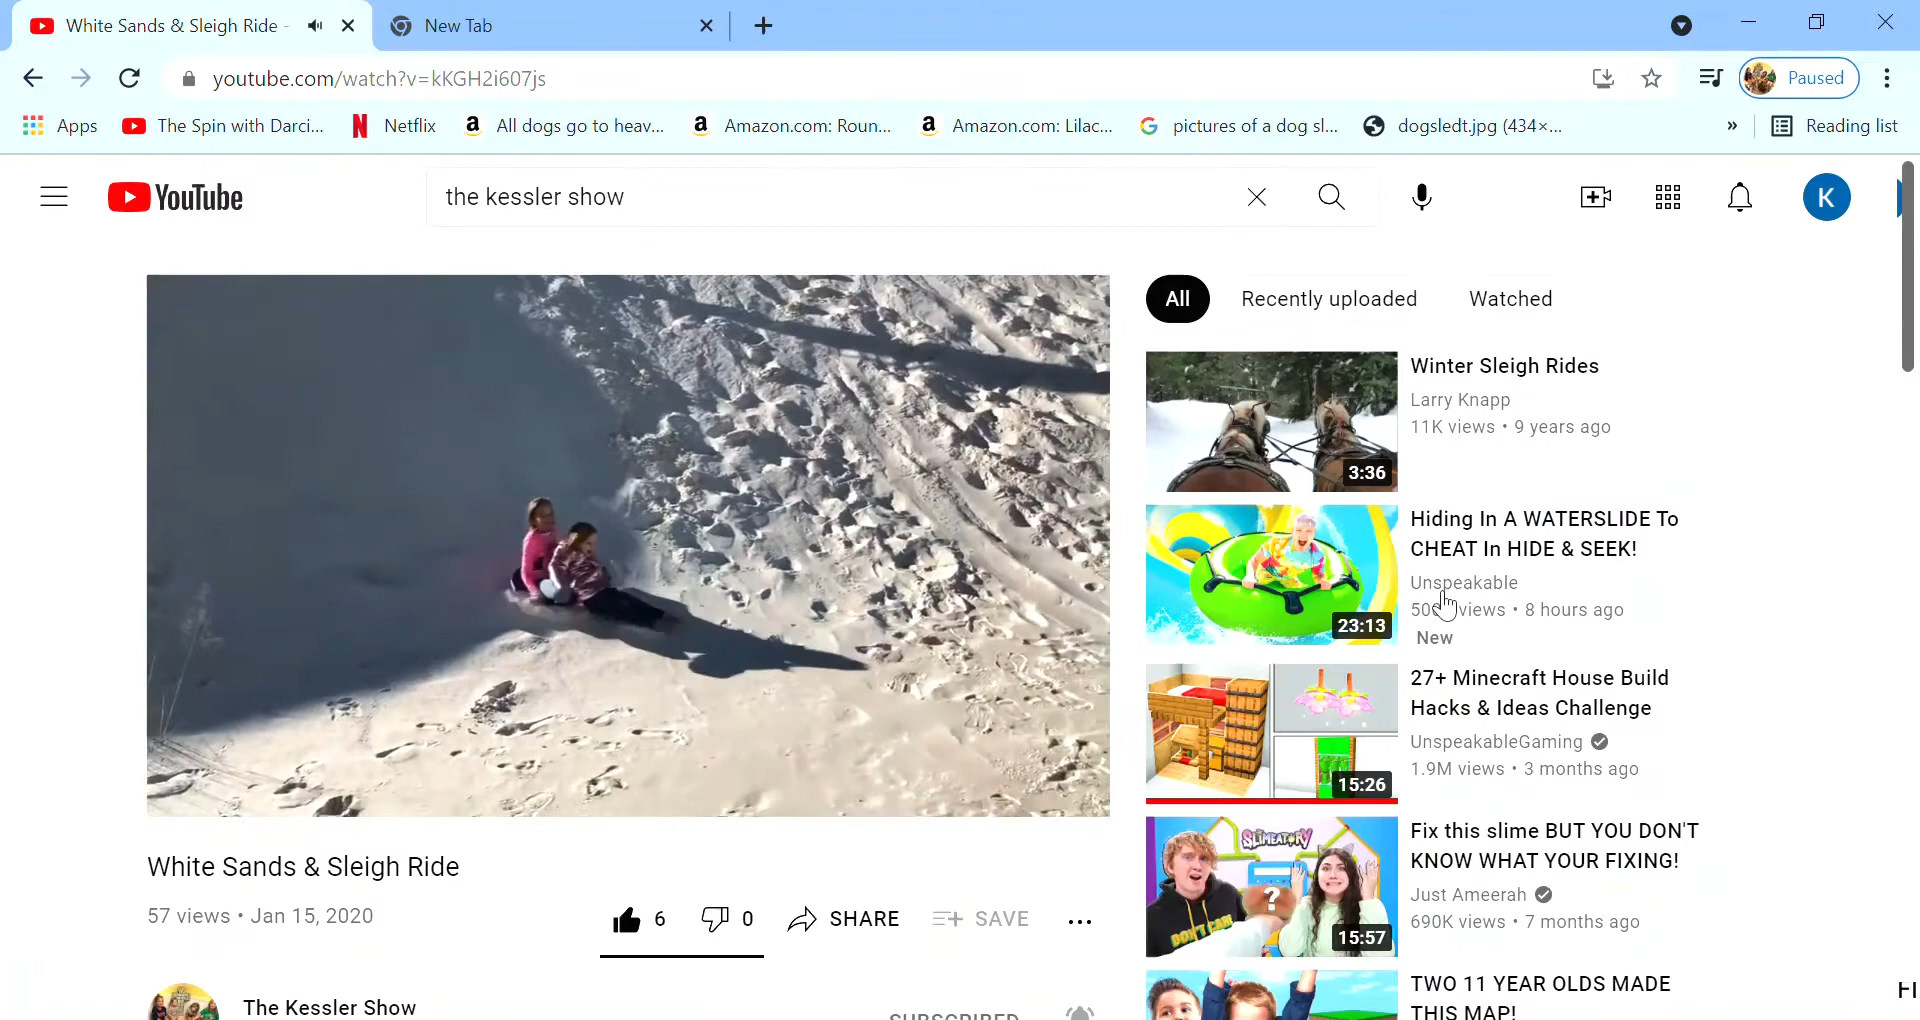 White Sands & Sleigh Ride -
New Tab
youtube.com/watch?v=kKGH2i607js
Paused
Apps
The Spin with Darci...
Netflix
All dogs go to heav...
Amazon.com: Roun...
Amazon.com: Lilac...
pictures of a dog sl...
dogsledt.jpg (434×...
»
Reading list
YouTube
the kessler show
K
All
Recently uploaded
Watched
Winter Sleigh Rides
Larry Knapp
11K views • 9 years ago
3:36
Hiding In A WATERSLIDE To
CHEAT In HIDE & SEEK!
Unspeakable
views • 8 hours ago
New
23:13
27+ Minecraft House Build
Hacks & Ideas Challenge
UnspeakableGaming
1.9M views • 3 months ago
15:26
Fix this slime BUT YOU DON'T
KNOW WHAT YOUR FIXING!
Just Ameerah
690K views • 7 months ago
SLIMEATORY
?
DON'T
15:57
TWO 11 YEAR OLDS MADE
THIS MAP!
White Sands & Sleigh Ride
57 views • Jan 15, 2020
6
0
SHARE
SAVE
The Kessler Show
SUBSCRIBED